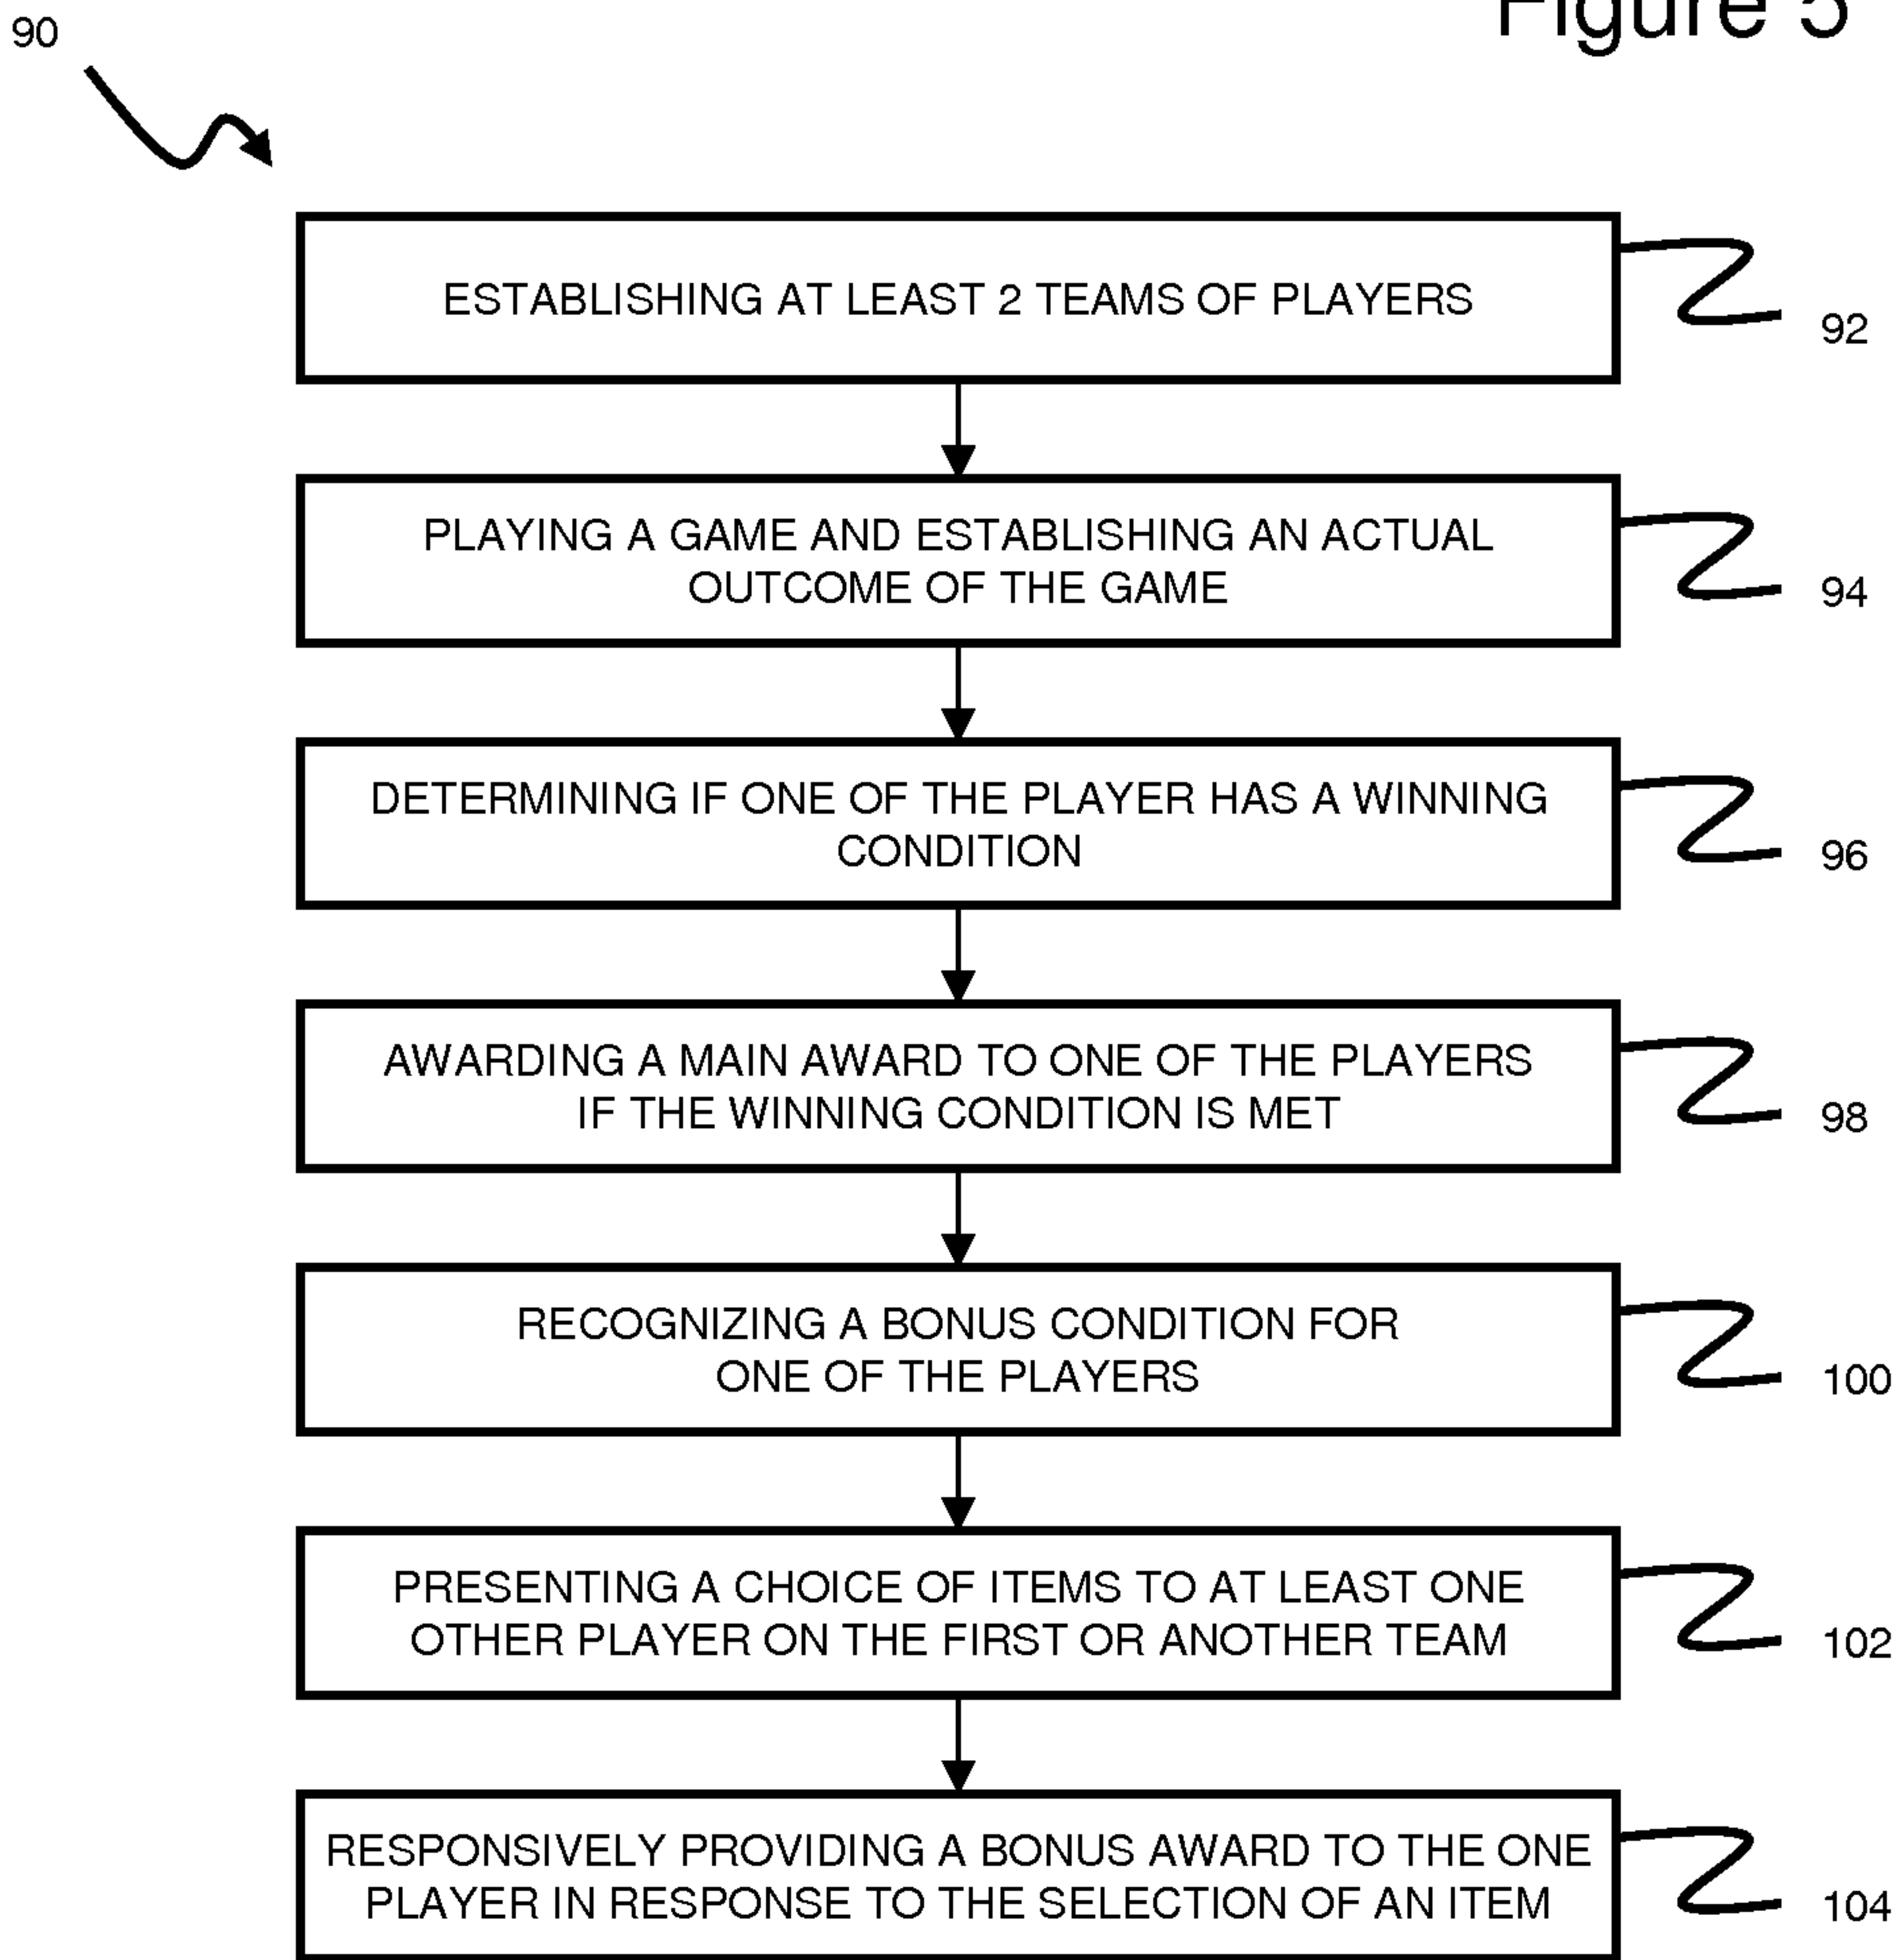 Figure 5
90
ESTABLISHING AT LEAST 2 TEAMS OF PLAYERS
92
PLAYING A GAME AND ESTABLISHING AN ACTUAL
OUTCOME OF THE GAME
94
DETERMINING IF ONE OF THE PLAYER HAS A WINNING
CONDITION
96
AWARDING A MAIN AWARD TO ONE OF THE PLAYERS
IF THE WINNING CONDITION IS MET
98
RECOGNIZING A BONUS CONDITION FOR
ONE OF THE PLAYERS
100
PRESENTING A CHOICE OF ITEMS TO AT LEAST ONE
OTHER PLAYER ON THE FIRST OR ANOTHER TEAM
102
RESPONSIVELY PROVIDING A BONUS AWARD TO THE ONE
PLAYER IN RESPONSE TO THE SELECTION OF AN ITEM
104